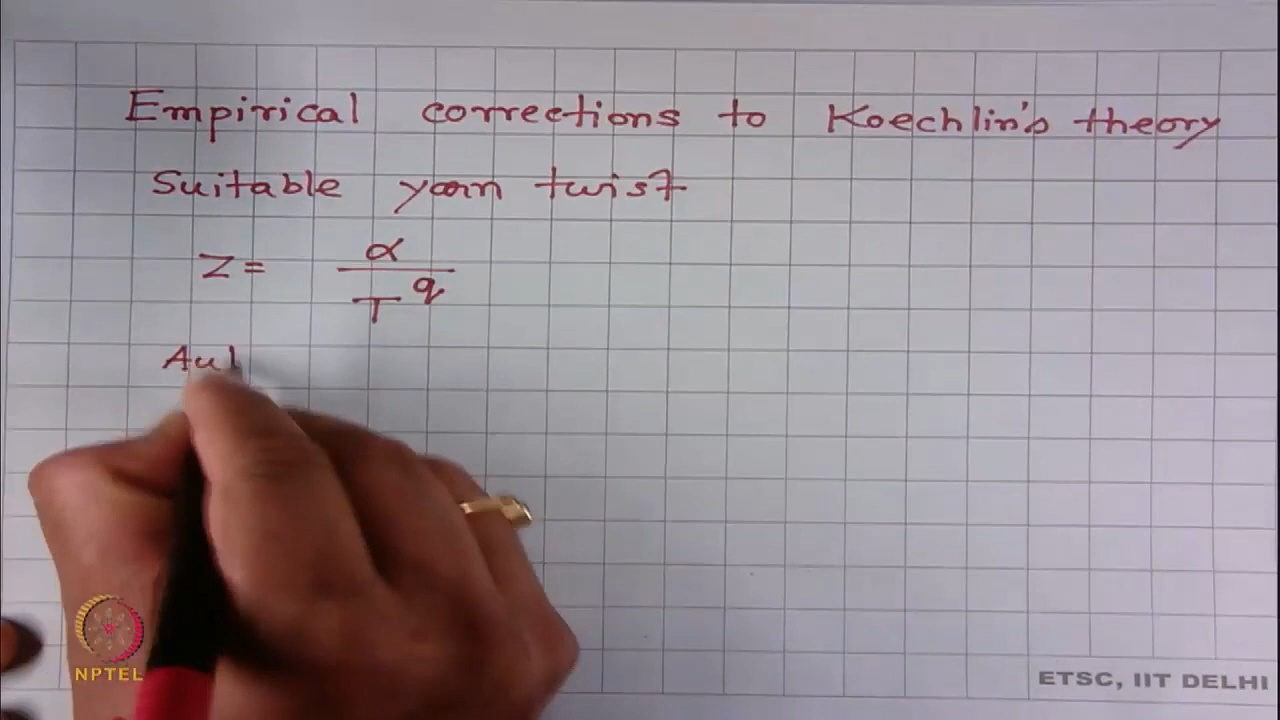 Empirical corrections to Koechlin's theory
Suitable yarn twist
Z = α / T^q
Aul
NPTEL
ETSC, IIT DELHI